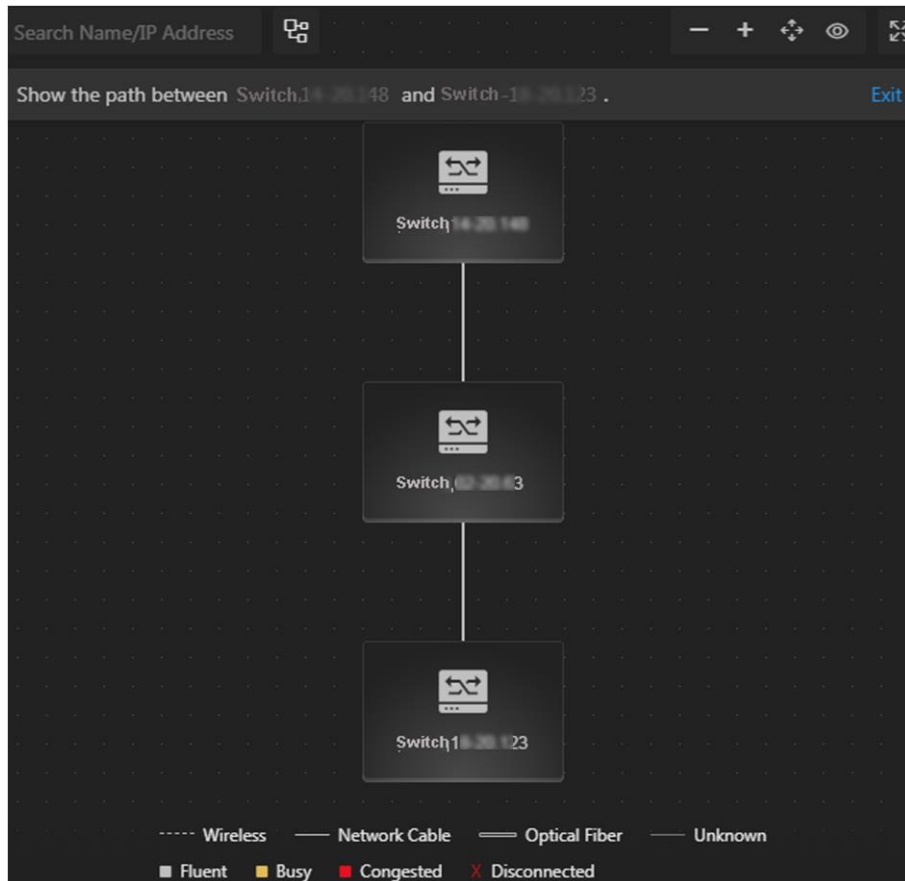 Search Name/IP Address
Show the path between Switch and Switch and .
Exit
Switch
Switch
Switch
Wireless Network Cable Optical Fiber Unknown
Fluent Busy Congested X Disconnected